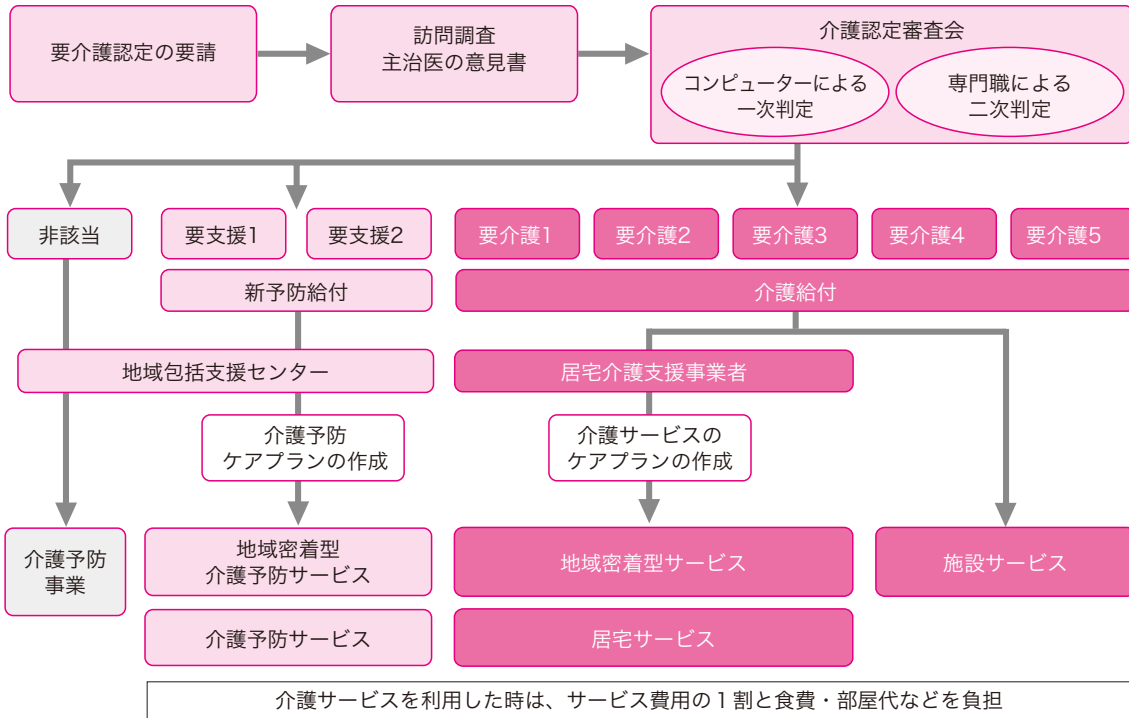 要介護認定の要請
訪問調査
主治医の意見書
介護認定審査会
コンピューターによる
一次判定
専門職による
二次判定
非該当
要支援1
要支援2
要介護1
要介護2
要介護3
要介護4
要介護5
新予防給付
介護給付
地域包括支援センター
居宅介護支援事業者
介護予防
ケアプランの作成
介護サービスの
ケアプランの作成
介護予防
事業
地域密着型
介護予防サービス
地域密着型サービス
施設サービス
介護予防サービス
居宅サービス
介護サービスを利用した時は、サービス費用の1割と食費・部屋代などを負担